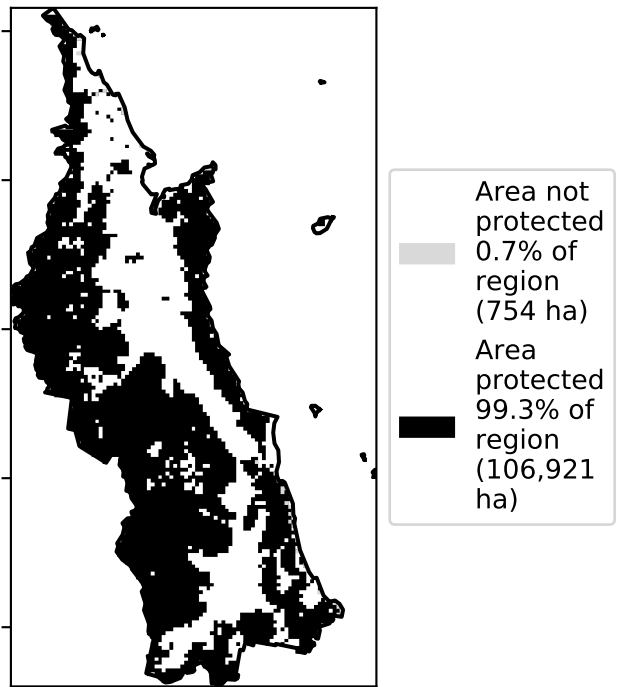 Area not
protected
0.7% of
region
(754 ha)
Area
protected
99.3% of
region
(106,921
ha)